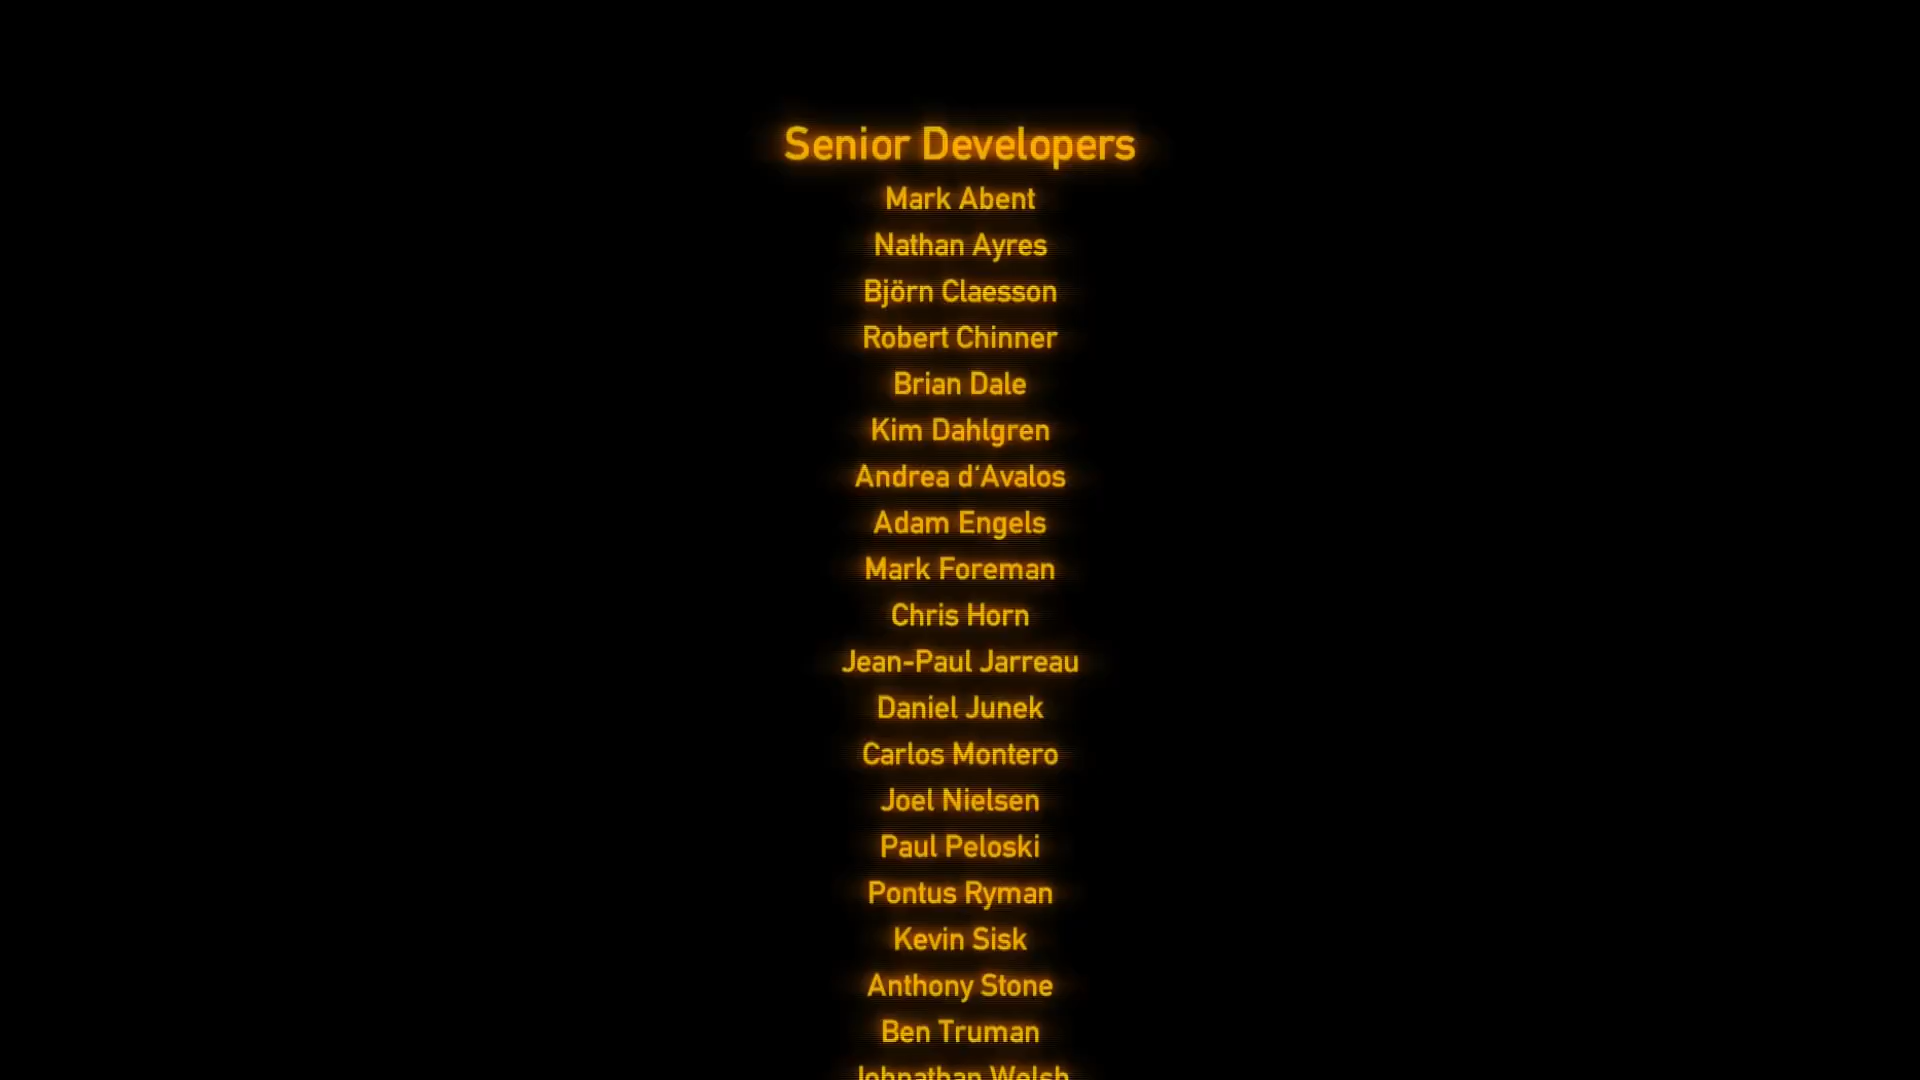 Senior Developers
Mark Abent
Nathan Ayres
Björn Claesson
Robert Chinner
Brian Dale
Kim Dahlgren
Andrea d'Avalos
Adam Engels
Mark Foreman
Chris Horn
Jean-Paul Jarreau
Daniel Junek
Carlos Montero
Joel Nielsen
Paul Peloski
Pontus Ryman
Kevin Sisk
Anthony Stone
Ben Truman
Johnathan Welsh